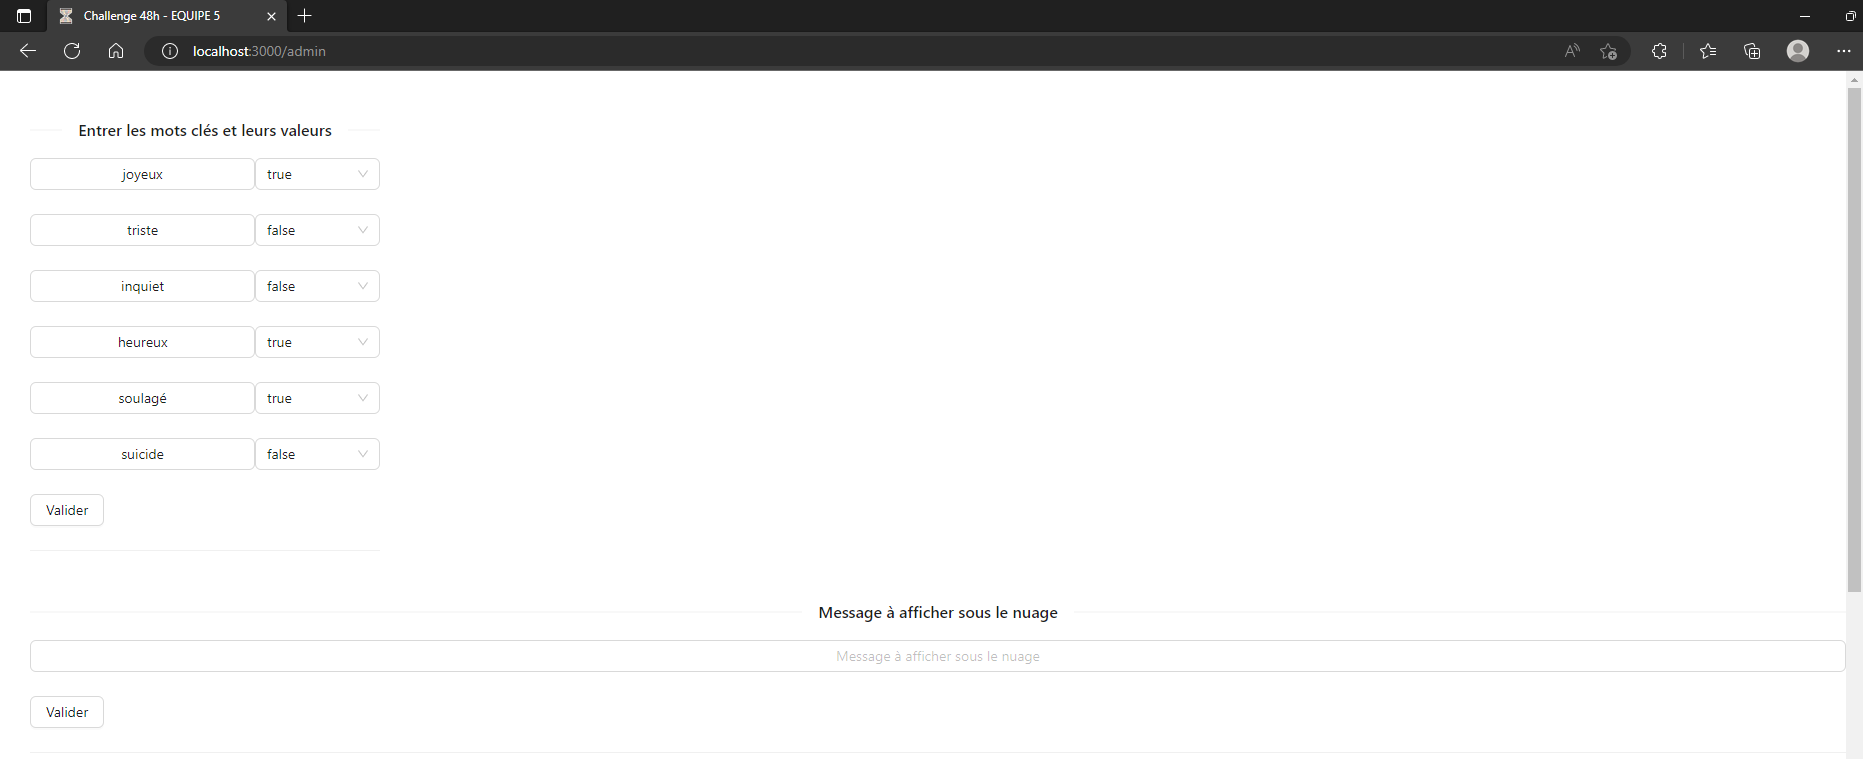 Challenge 48h - EQUIPE 5
localhost:3000/admin
Entrer les mots clés et leurs valeurs
joyeux true
triste false
inquiet false
heureux true
soulagé true
suicide false
Valider
Message à afficher sous le nuage
Message à afficher sous le nuage
Valider